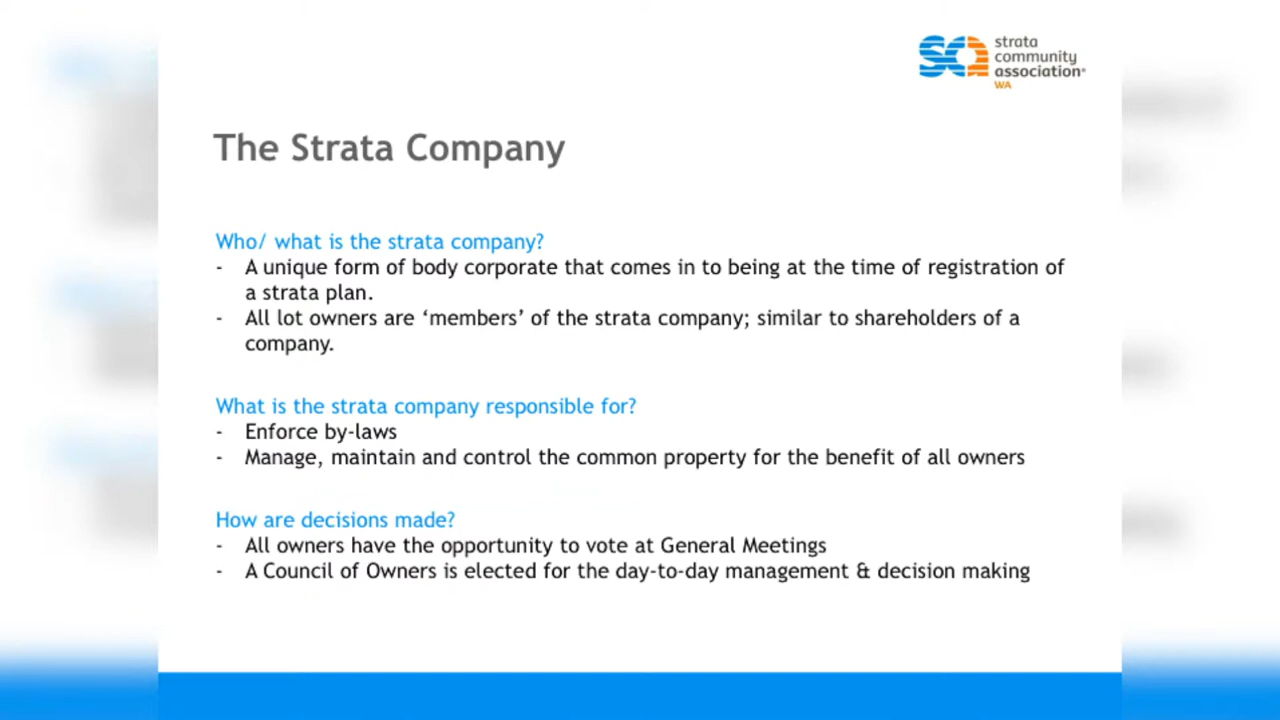 strata
community
association®
WA
The Strata Company
Who/ what is the strata company?
- A unique form of body corporate that comes in to being at the time of registration of
a strata plan.
- All lot owners are ‘members’ of the strata company; similar to shareholders of a
company.
What is the strata company responsible for?
- Enforce by-laws
- Manage, maintain and control the common property for the benefit of all owners
How are decisions made?
- All owners have the opportunity to vote at General Meetings
- A Council of Owners is elected for the day-to-day management & decision making